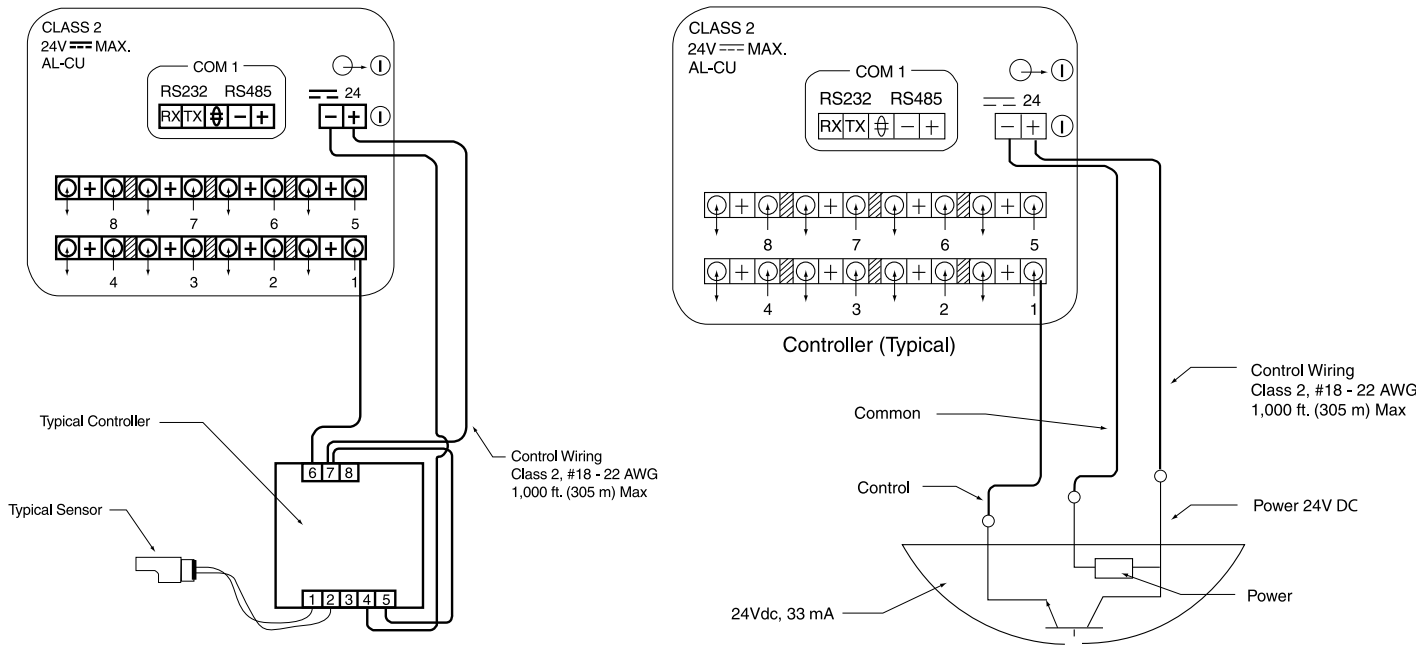 CLASS 2
24V MAX.
AL-CU
COM 1
RS232 RS485
RX TX - +
24
- +
+ + + +
8 7 6 5
+ + + +
4 3 2 1
Typical Controller
6 7 8
Control Wiring
Class 2, #18 - 22 AWG
1,000 ft. (305 m) Max
Typical Sensor
1 2 3 4 5
CLASS 2
24V MAX.
AL-CU
COM 1
RS232 RS485
RX TX - +
24
- +
+ + + +
8 7 6 5
+ + + +
4 3 2 1
Controller (Typical)
Control Wiring
Class 2, #18 - 22 AWG
1,000 ft. (305 m) Max
Common
Control
Power 24V DC
24Vdc, 33 mA
Power